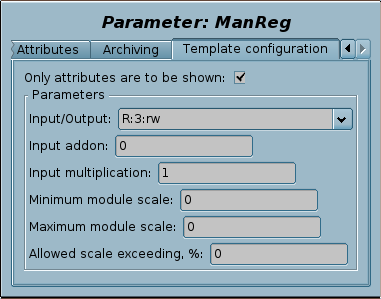 Parameter: ManReg
Attributes Archiving Template configuration
Only attributes are to be shown:
Parameters
Input/Output: R:3:rw
Input addon: 0
Input multiplication: 1
Minimum module scale: 0
Maximum module scale: 0
Allowed scale exceeding, %: 0